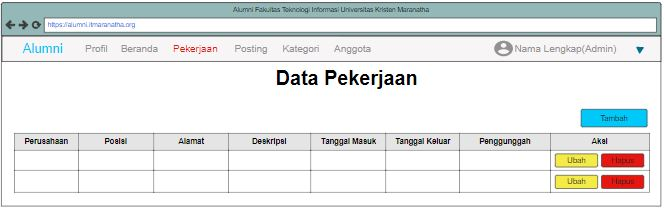 Alumni Fakultas Teknologi Informasi Universitas Kristen Maranatha
https://alumni.itmaranatha.org
Alumni Profil Beranda Pekerjaan Posting Kategori Anggota Nama Lengkap(Admin)
Data Pekerjaan
Tambah
Perusahaan Posisi Alamat Deskripsi Tanggal Masuk Tanggal Keluar Penggunggah Aksi
Ubah Hapus
Ubah Hapus